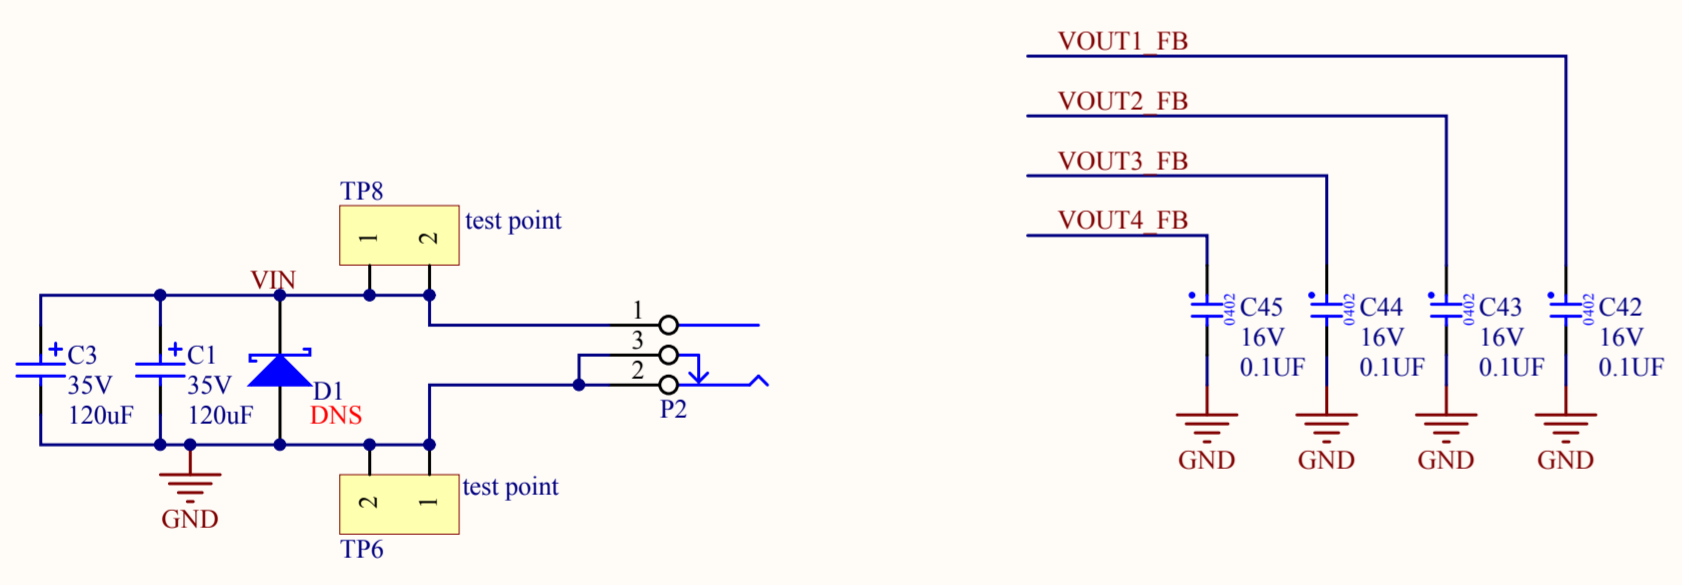 TP8
1
2
test point
VIN
C3
35V
120uF
C1
35V
120uF
D1
DNS
GND
2
1
test point
TP6
1
3
2
P2
VOUT1_FB
VOUT2_FB
VOUT3_FB
VOUT4_FB
0402
C45
16V
0.1UF
GND
0402
C44
16V
0.1UF
GND
0402
C43
16V
0.1UF
GND
0402
C42
16V
0.1UF
GND